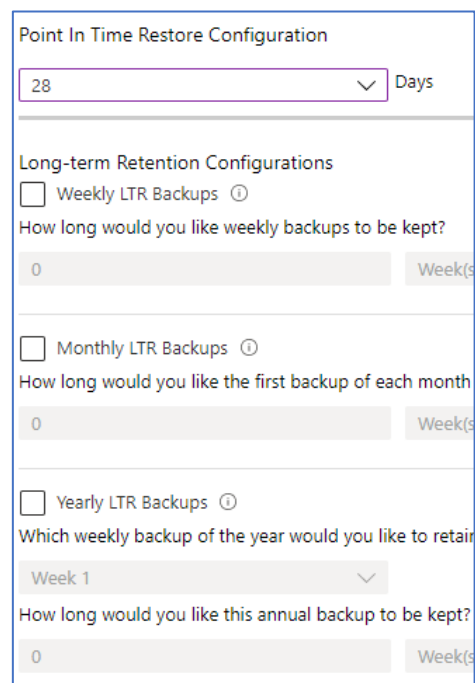 Point In Time Restore Configuration
28 Days
Long-term Retention Configurations
Weekly LTR Backups
How long would you like weekly backups to be kept?
0 Week(s
Monthly LTR Backups
How long would you like the first backup of each month
0 Week(s
Yearly LTR Backups
Which weekly backup of the year would you like to retain
Week 1
How long would you like this annual backup to be kept?
0 Week(s